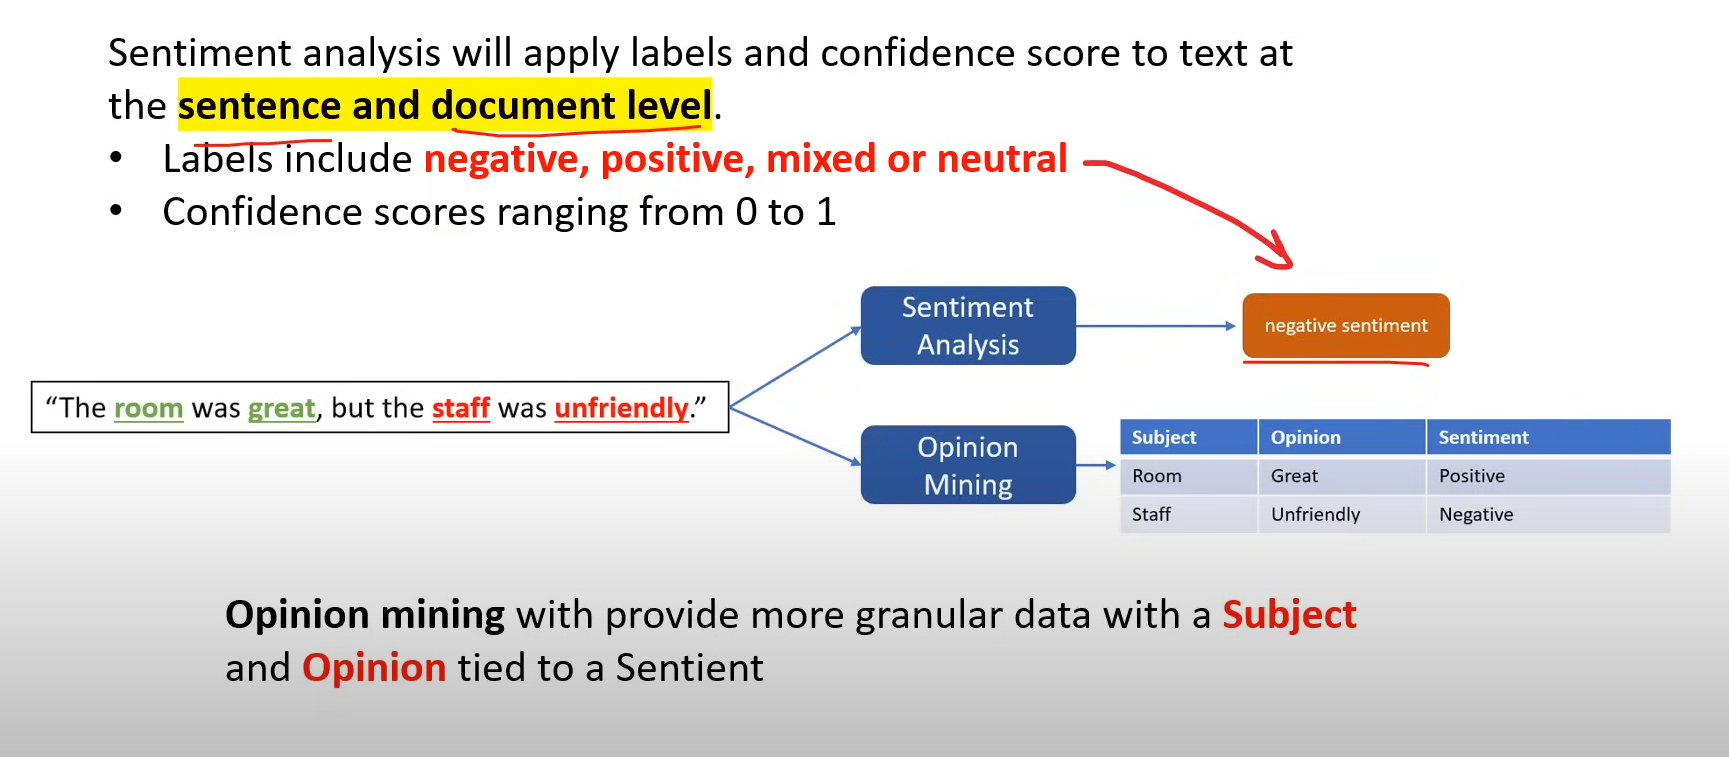 Sentiment analysis will apply labels and confidence score to text at
the sentence and document level.
• Labels include negative, positive, mixed or neutral
• Confidence scores ranging from 0 to 1
Sentiment
Analysis
negative sentiment
“The room was great, but the staff was unfriendly.”
Opinion
Mining
Subject Opinion Sentiment
Room Great Positive
Staff Unfriendly Negative
Opinion mining with provide more granular data with a Subject
and Opinion tied to a Sentient